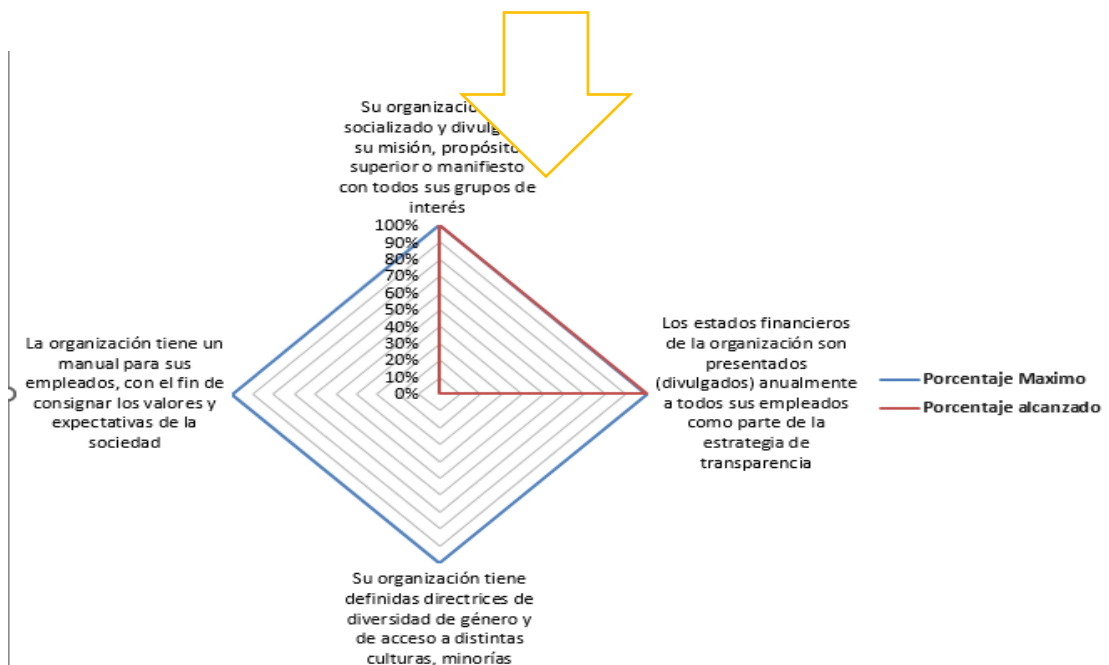 Su organización
socializado y divulg
su misión, propósito
superior o manifiesto
con todos sus grupos de
interés
100%
90%
80%
70%
60%
50%
40%
30%
20%
10%
0%
Los estados financieros
de la organización son
presentados
(divulgados) anualmente
a todos sus empleados
como parte de la
estrategia de
transparencia
Su organización tiene
definidas directrices de
diversidad de género y
de acceso a distintas
culturas, minorías
La organización tiene un
manual para sus
empleados, con el fin de
consignar los valores y
expectativas de la
sociedad
Porcentaje Maximo
Porcentaje alcanzado